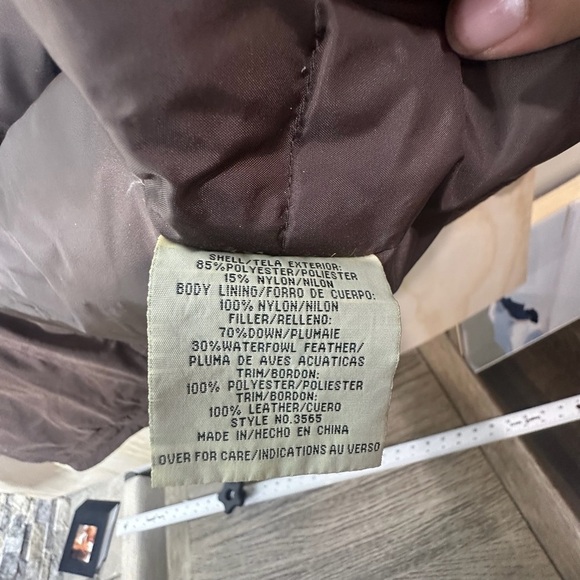 SHELL/TELA EXTERIOR:
85%POLYESTER/POLIESTER
15% NYLON/NILON
BODY LINING/FORRO DE CUERPO:
100% NYLON/NILON
FILLER/RELLENO:
70%DOWN/PLUMAIE
30%WATERFOWL FEATHER/
PLUMA DE AVES ACUATICAS
TRIM/BORDON:
100% POLYESTER/POLIESTER
TRIM/BORDON:
100% LEATHER/CUERO
STYLE NO.3565
MADE IN/HECHO EN CHINA
OVER FOR CARE/INDICATIONS AU VERSO